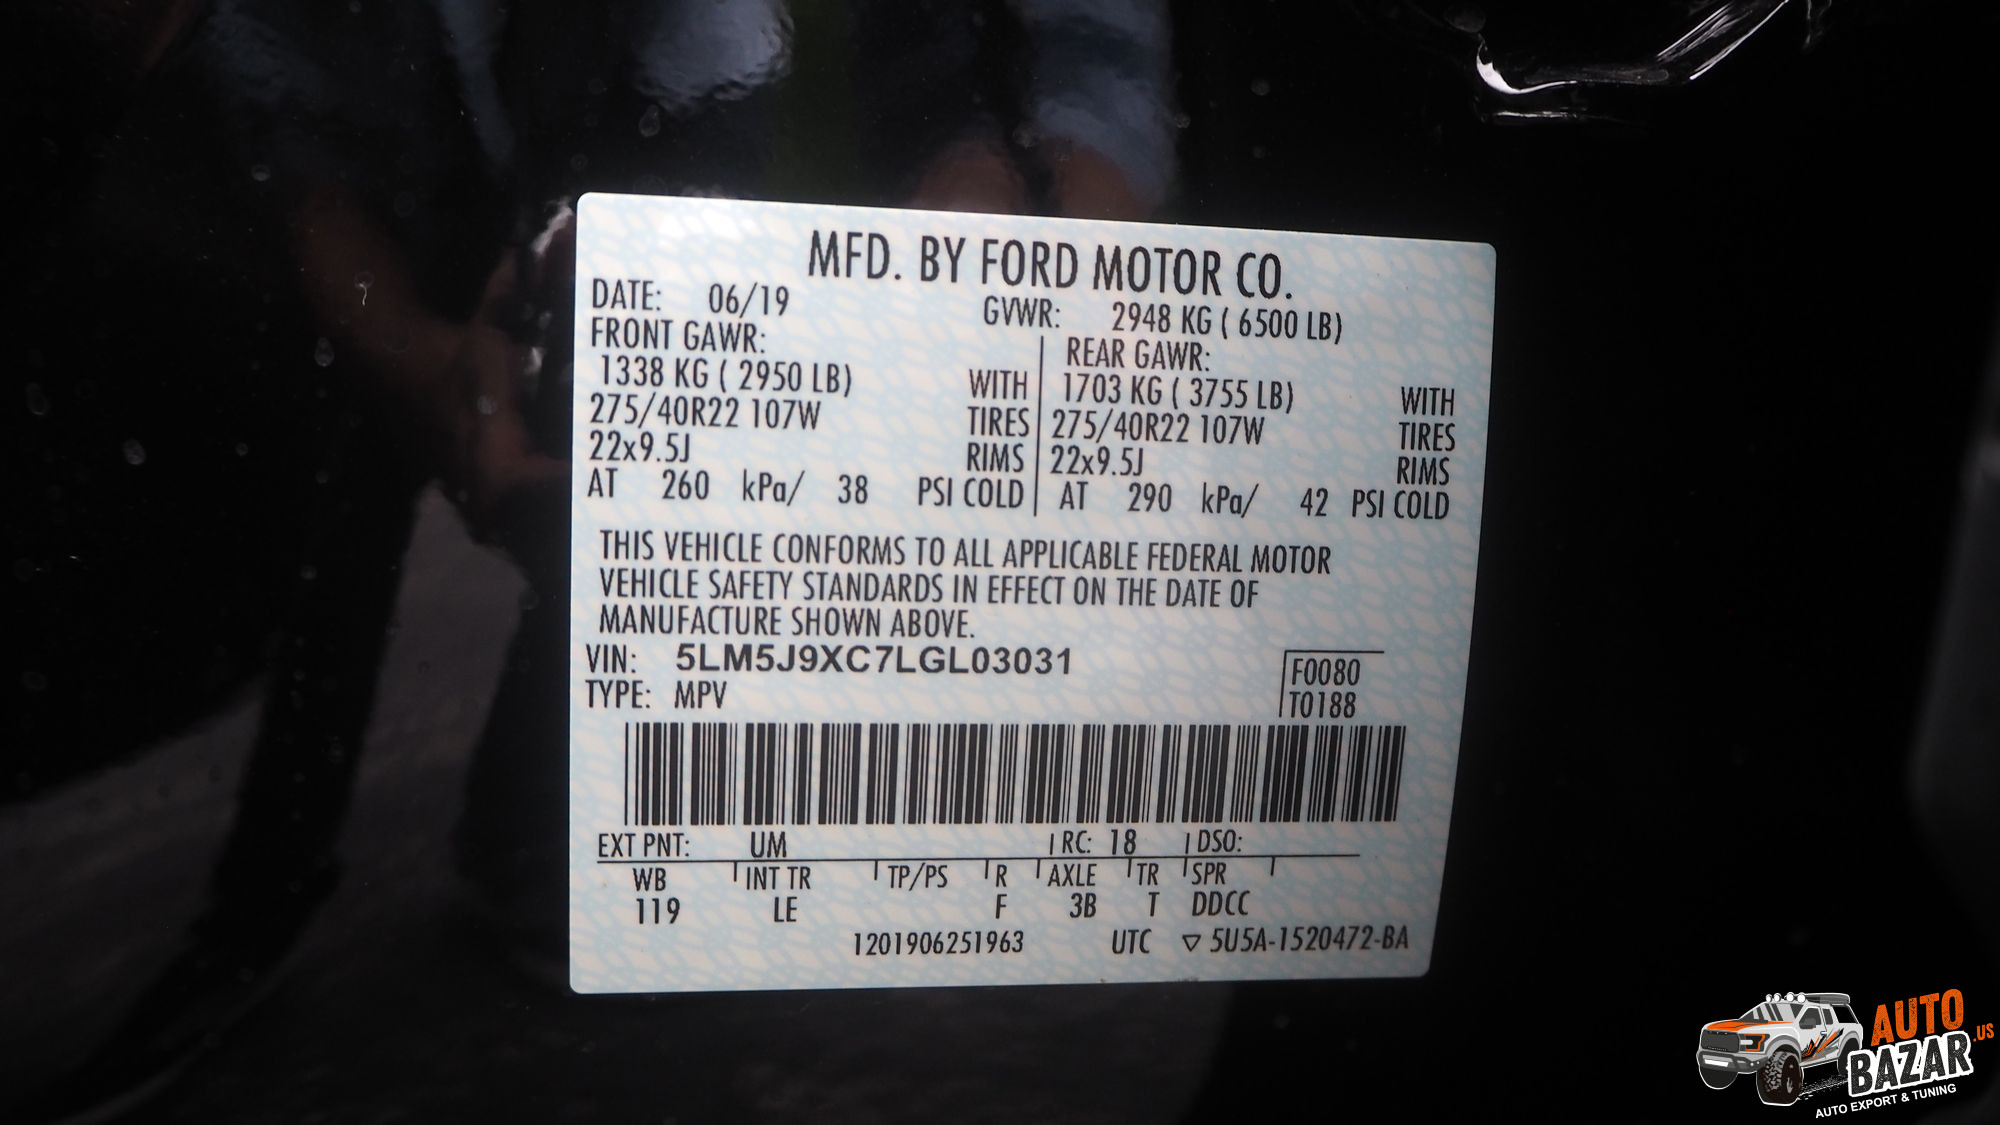 MFD. BY FORD MOTOR CO.
DATE: 06/19 GVWR: 2948 KG ( 6500 LB)
FRONT GAWR: REAR GAWR:
1338 KG ( 2950 LB) WITH 1703 KG ( 3755 LB) WITH
275/40R22 107W TIRES 275/40R22 107W TIRES
22x9.5J RIMS 22x9.5J RIMS
AT 260 kPa/ 38 PSI COLD AT 290 kPa/ 42 PSI COLD
THIS VEHICLE CONFORMS TO ALL APPLICABLE FEDERAL MOTOR
VEHICLE SAFETY STANDARDS IN EFFECT ON THE DATE OF
MANUFACTURE SHOWN ABOVE.
VIN: 5LM5J9XC7LGL03031 F0080
TYPE: MPV T0188
EXT PNT: UM RC: 18 DSO:
WB INT TR TP/PS R AXLE TR SPR
119 LE F 3B T DDCC
1201906251963 UTC ▽ 5U5A-1520472-BA
AUTO
BAZAR.US
AUTO EXPORT & TUNING